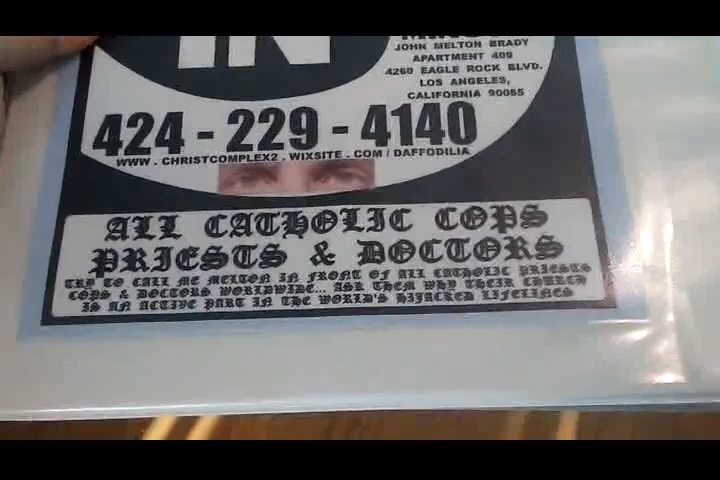 IN
JOHN MELTON BRADY
APARTMENT 409
4260 EAGLE ROCK BLVD.
LOS ANGELES,
CALIFORNIA 90065
424 - 229 - 4140
WWW . CHRISTCOMPLEX2 . WIXSITE . COM / DAFFODILIA
ALL CATHOLIC COPS
PRIESTS & DOCTORS
TRY TO CALL ME MELTON IN FRONT OF ALL CATHOLIC PRIESTS
COPS & DOCTORS WORLDWIDE... ASK THEM WHY THEIR CHURCH
IS AN ACTIVE PART IN THE WORLD'S HIJACKED LIFELINES